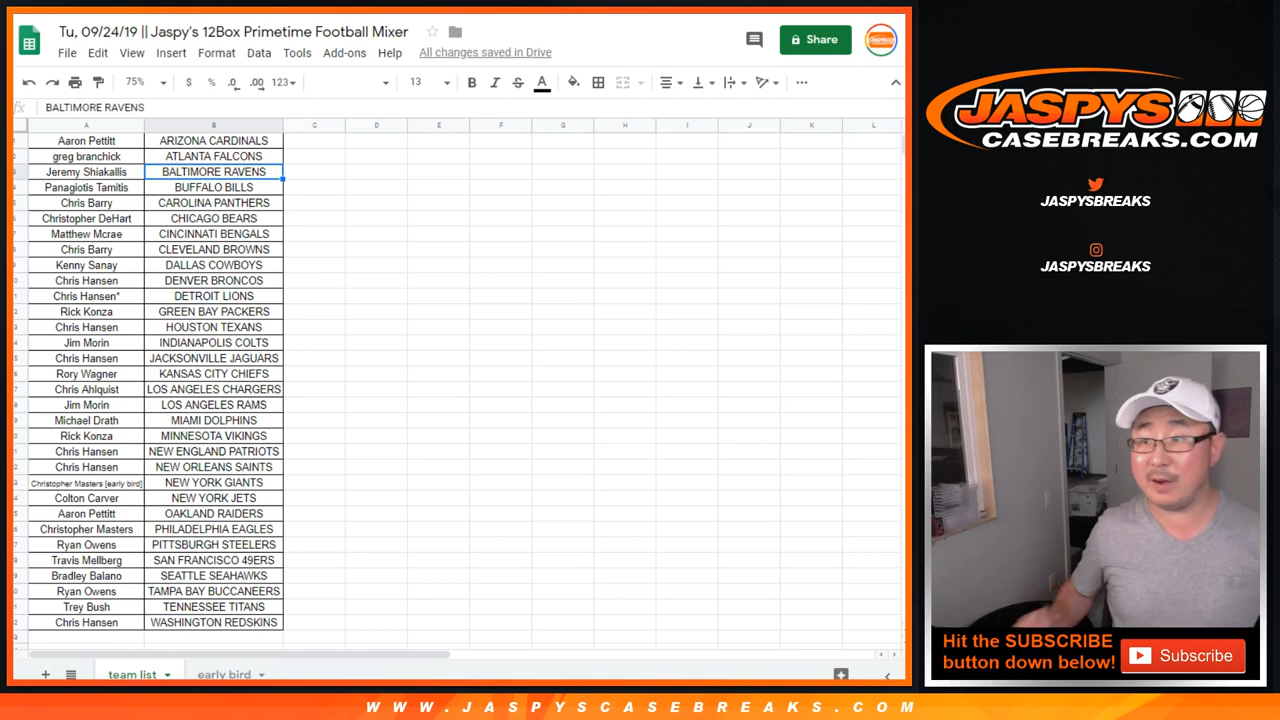 Tu, 09/24/19 || Jaspy's 12Box Primetime Football Mixer
File Edit View Insert Format Data Tools Add-ons Help All changes saved in Drive
Share
75% $ % .0 .00 123 13 B I S A
fx BALTIMORE RAVENS
A B C D E F G H I J K L
Aaron Pettitt ARIZONA CARDINALS
greg branchick ATLANTA FALCONS
Jeremy Shiakallis BALTIMORE RAVENS
Panagiotis Tamitis BUFFALO BILLS
Chris Barry CAROLINA PANTHERS
Christopher DeHart CHICAGO BEARS
Matthew Mcrae CINCINNATI BENGALS
Chris Barry CLEVELAND BROWNS
Kenny Sanay DALLAS COWBOYS
Chris Hansen DENVER BRONCOS
Chris Hansen* DETROIT LIONS
Rick Konza GREEN BAY PACKERS
Chris Hansen HOUSTON TEXANS
Jim Morin INDIANAPOLIS COLTS
Chris Hansen JACKSONVILLE JAGUARS
Rory Wagner KANSAS CITY CHIEFS
Chris Ahlquist LOS ANGELES CHARGERS
Jim Morin LOS ANGELES RAMS
Michael Drath MIAMI DOLPHINS
Rick Konza MINNESOTA VIKINGS
Chris Hansen NEW ENGLAND PATRIOTS
Chris Hansen NEW ORLEANS SAINTS
Christopher Masters [early bird] NEW YORK GIANTS
Colton Carver NEW YORK JETS
Aaron Pettitt OAKLAND RAIDERS
Christopher Masters PHILADELPHIA EAGLES
Ryan Owens PITTSBURGH STEELERS
Travis Mellberg SAN FRANCISCO 49ERS
Bradley Balano SEATTLE SEAHAWKS
Ryan Owens TAMPA BAY BUCCANEERS
Trey Bush TENNESSEE TITANS
Chris Hansen WASHINGTON REDSKINS
team list early bird
JASPYS
CASEBREAKS.COM
JASPYSBREAKS
JASPYSBREAKS
Hit the SUBSCRIBE
button down below!
Subscribe
WWW.JASPYSCASEBREAKS.COM